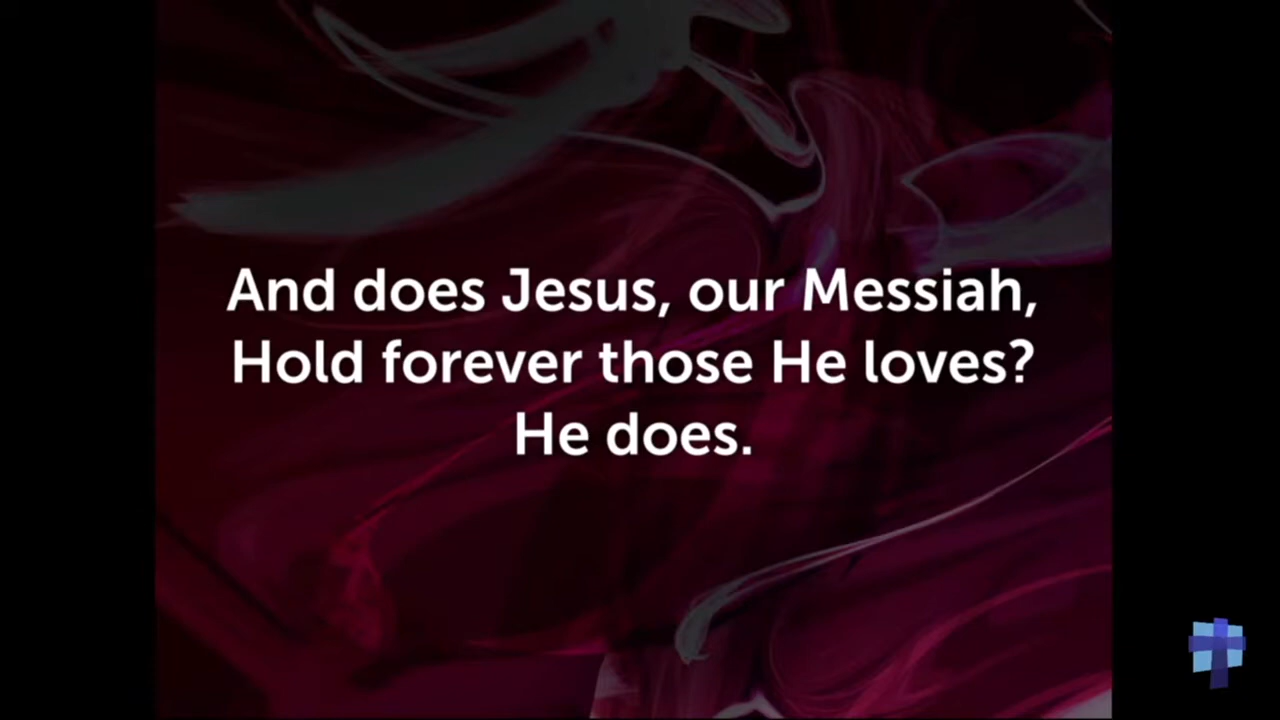 And does Jesus, our Messiah,
Hold forever those He loves?
He does.